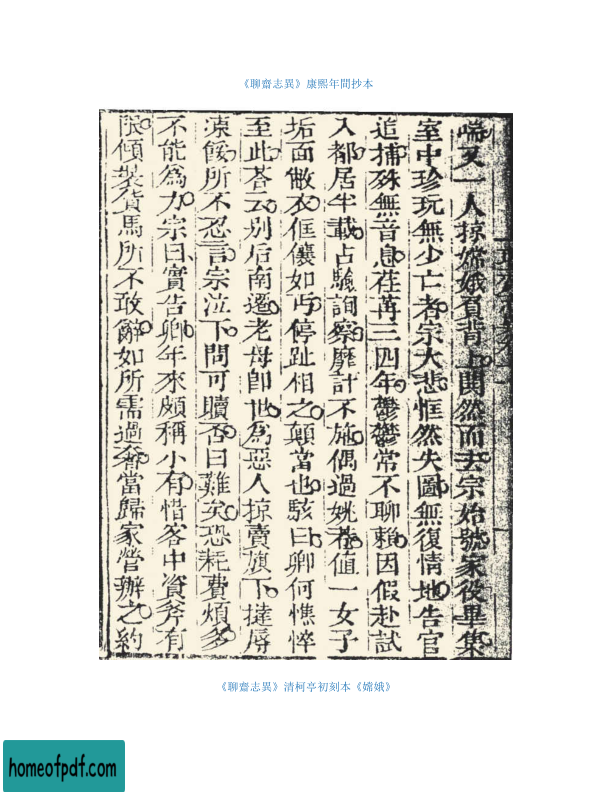 《聊齋志異》康熙年間抄本
喘又一人掠嫦娥負背上鬨然而去宗始號家役畢集
室中珍玩無少亡者宗大悲恇然失圖無復情地告官
追捕殊無音息荏苒三四年鬱鬱常不聊賴因假赴試
入都居半載占驗詢察靡計不施偶過姚巷值一女子
垢面敝衣恇儴如丐停趾相之顛當也駭曰卿何憔悴
至此荅云别后南遷老母即世為惡人掠賣旗下撻辱
凍餒所不忍言宗泣下問可贖否曰難矣恐耗費煩多
不能為力宗曰實告卿年來頗稱小有惜客中資斧有
限傾裝貨馬所不敢辭如所需過奢當歸家營辦之約
《聊齋志異》清柯亭初刻本《嫦娥》
homeofpdf.com